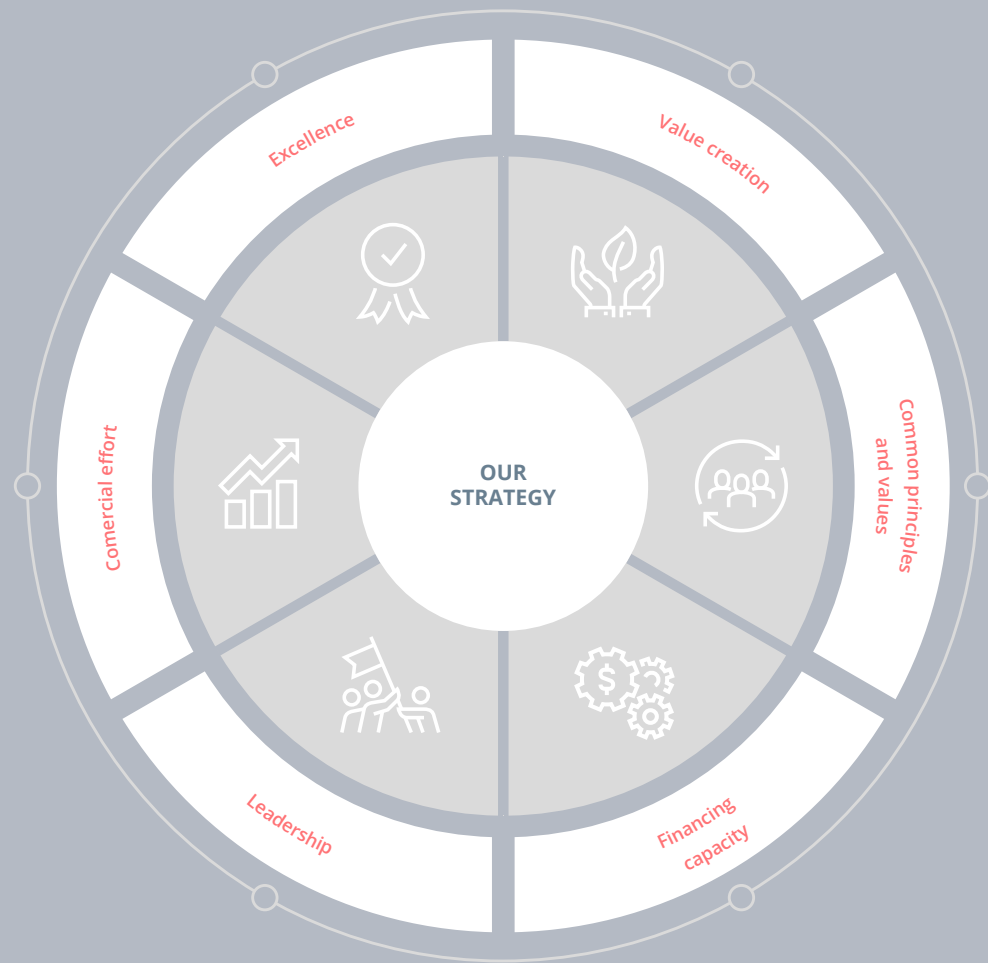 OUR
STRATEGY
Value creation
Common principles
and values
Financing
capacity
Leadership
Comercial effort
Excellence
$